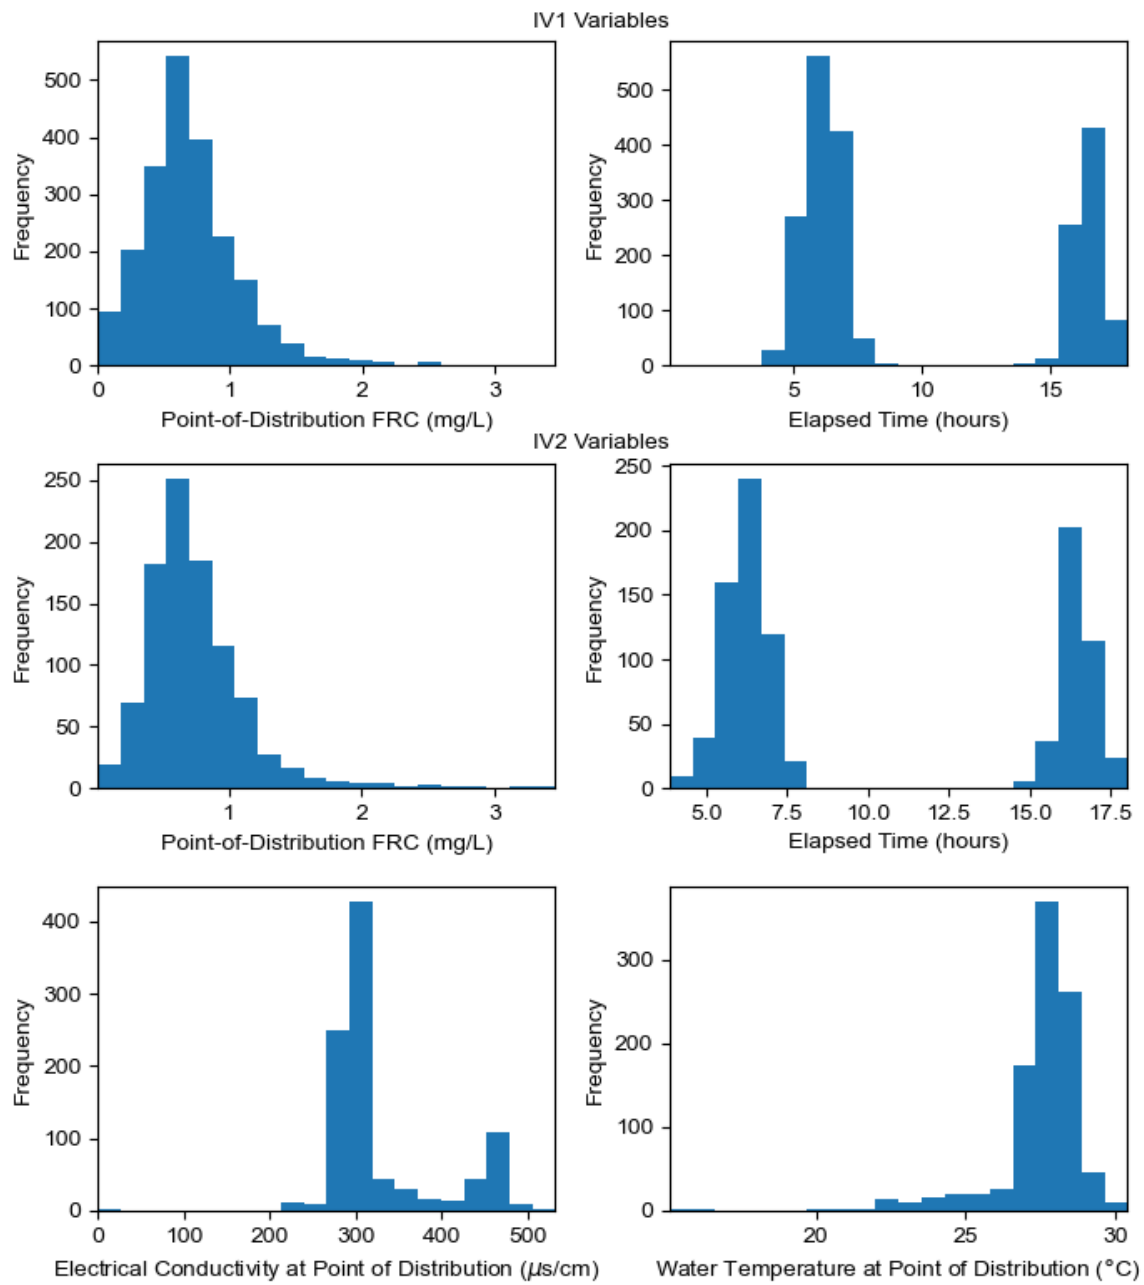 IV1 Variables
500
400
300
200
100
0
Frequency
0 1 2 3
Point-of-Distribution FRC (mg/L)
500
400
300
200
100
0
Frequency
5 10 15
Elapsed Time (hours)
IV2 Variables
250
200
150
100
50
0
Frequency
1 2 3
Point-of-Distribution FRC (mg/L)
250
200
150
100
50
0
Frequency
5.0 7.5 10.0 12.5 15.0 17.5
Elapsed Time (hours)
400
300
200
100
0
Frequency
0 100 200 300 400 500
Electrical Conductivity at Point of Distribution (μs/cm)
300
200
100
0
Frequency
20 25 30
Water Temperature at Point of Distribution (°C)